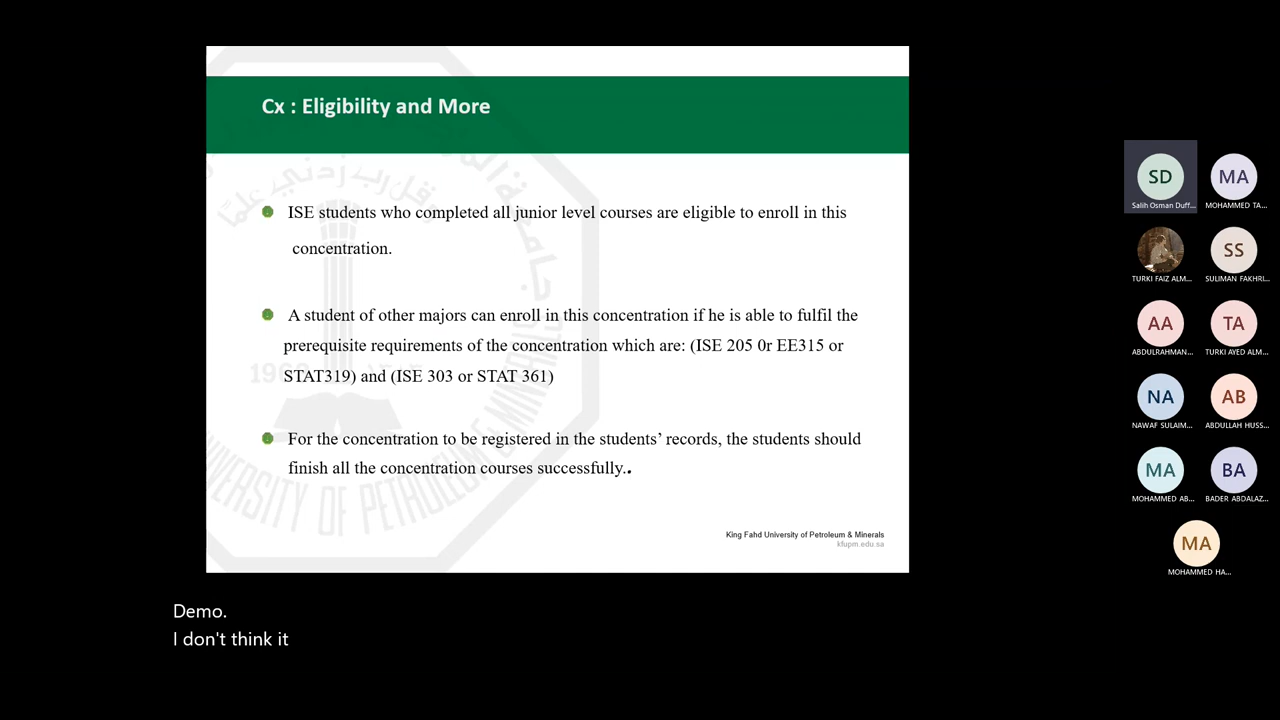 Cx : Eligibility and More
ISE students who completed all junior level courses are eligible to enroll in this
concentration.
A student of other majors can enroll in this concentration if he is able to fulfil the
prerequisite requirements of the concentration which are: (ISE 205 0r EE315 or
STAT319) and (ISE 303 or STAT 361)
For the concentration to be registered in the students’ records, the students should
finish all the concentration courses successfully..
King Fahd University of Petroleum & Minerals
kfupm.edu.sa
SD
Salih Osman Duff...
MA
MOHAMMED TA...
TURKI FAIZ ALM...
SS
SULIMAN FAKHRI...
AA
ABDULRAHMAN...
TA
TURKI AYED ALM...
NA
NAWAF SULAIM...
AB
ABDULLAH HUSS...
MA
MOHAMMED AB...
BA
BADER ABDALAZ...
MA
MOHAMMED HA...
Demo.
I don't think it